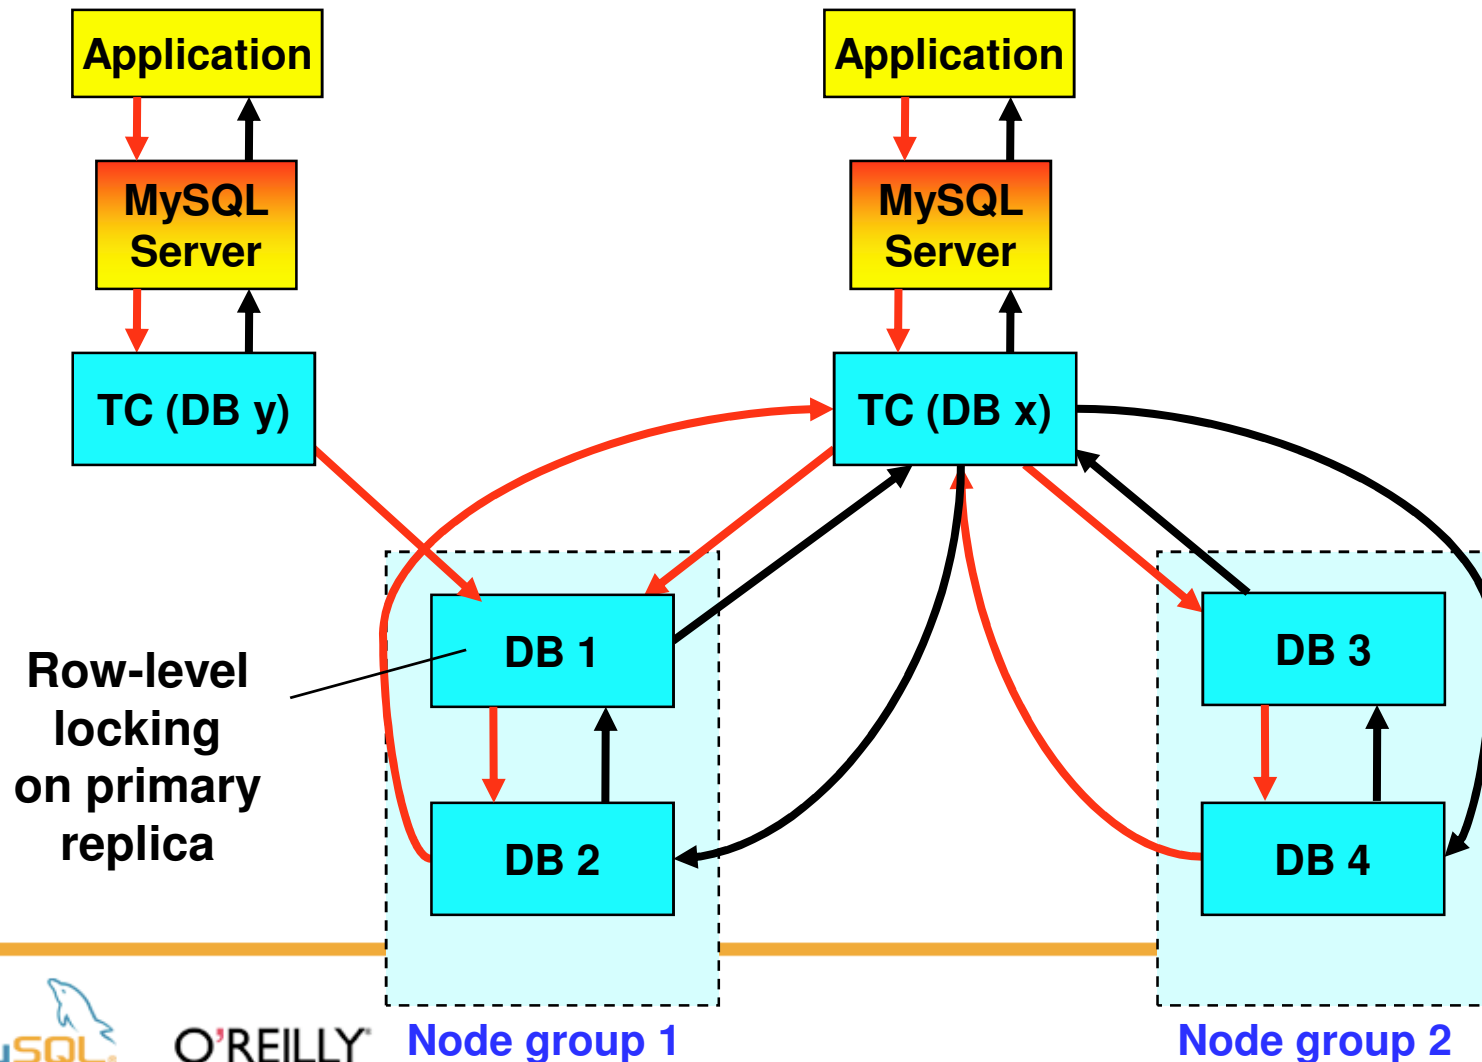 Application
Application
MySQL
Server
MySQL
Server
TC (DB y)
TC (DB x)
Row-level
locking
on primary
replica
DB 1
DB 2
DB 3
DB 4
uSQL
O'REILLY
Node group 1
Node group 2